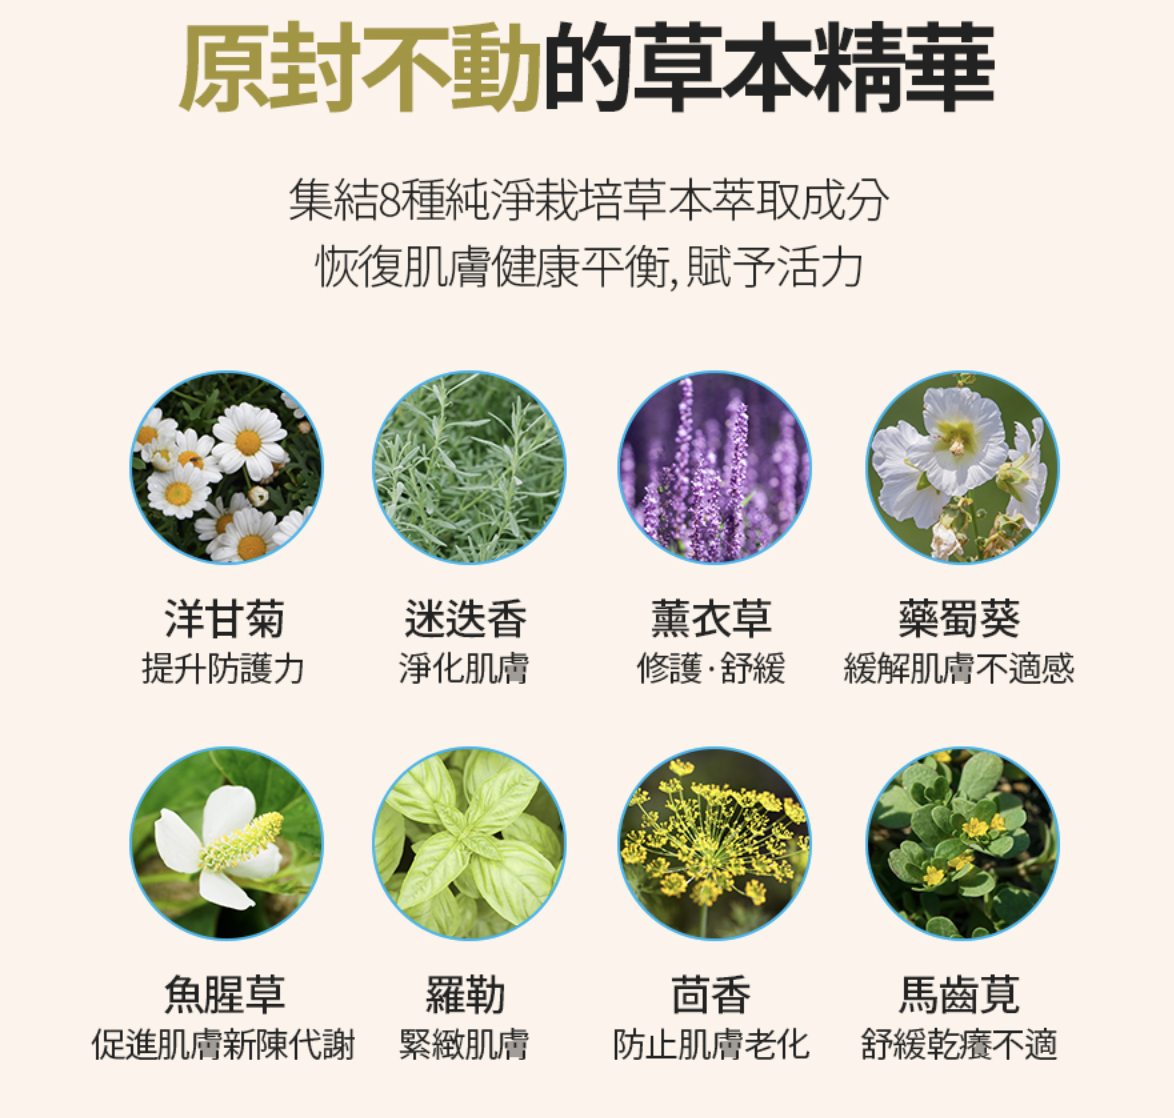 原封不動的草本精華
集結8種純淨栽培草本萃取成分
恢復肌膚健康平衡, 賦予活力
洋甘菊
提升防護力
迷迭香
淨化肌膚
薰衣草
修護·舒緩
藥蜀葵
緩解肌膚不適感
魚腥草
促進肌膚新陳代謝
羅勒
緊緻肌膚
茴香
防止肌膚老化
馬齒莧
舒緩乾癢不適